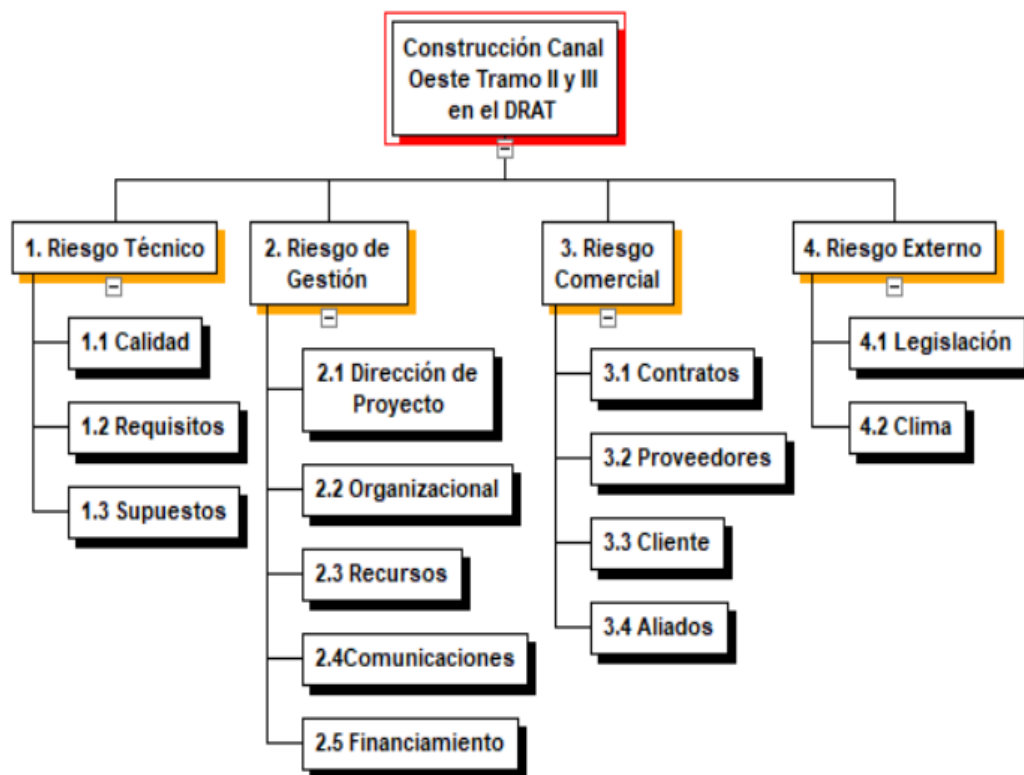 Construcción Canal
Oeste Tramo II y III
en el DRAT
1. Riesgo Técnico
1.1 Calidad
1.2 Requisitos
1.3 Supuestos
2. Riesgo de
Gestión
2.1 Dirección de
Proyecto
2.2 Organizacional
2.3 Recursos
2.4Comunicaciones
2.5 Financiamiento
3. Riesgo
Comercial
3.1 Contratos
3.2 Proveedores
3.3 Cliente
3.4 Aliados
4. Riesgo Externo
4.1 Legislación
4.2 Clima